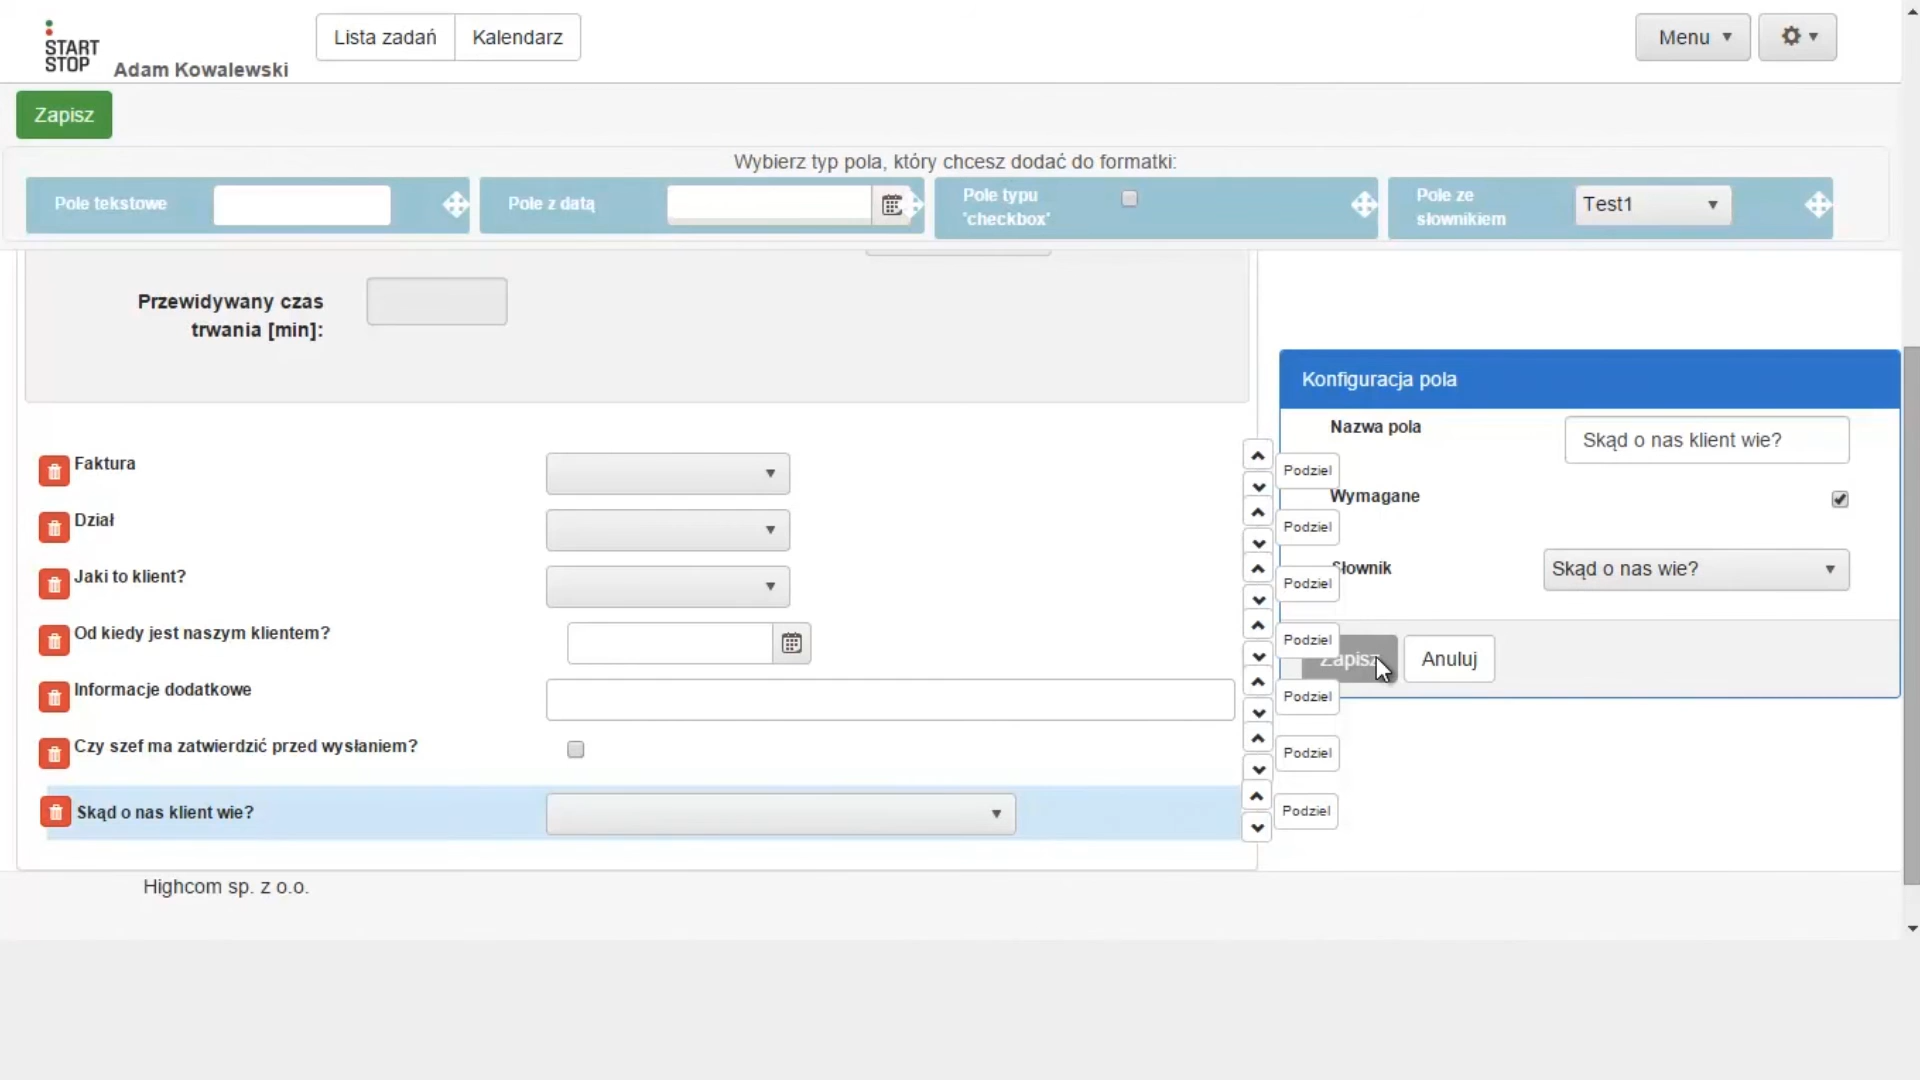 START
STOP
Adam Kowalewski
Lista zadań
Kalendarz
Menu
Zapisz
Wybierz typ pola, który chcesz dodać do formatki:
Pole tekstowe
Pole z datą
Pole typu
'checkbox'
Pole ze
słownikiem
Test1
Przewidywany czas
trwania [min]:
Konfiguracja pola
Nazwa pola
Skąd o nas klient wie?
Wymagane
Słownik
Skąd o nas wie?
Zapisz
Anuluj
Faktura
Podziel
Dział
Podziel
Jaki to klient?
Podziel
Od kiedy jest naszym klientem?
Podziel
Informacje dodatkowe
Podziel
Czy szef ma zatwierdzić przed wysłaniem?
Podziel
Skąd o nas klient wie?
Podziel
Highcom sp. z o.o.